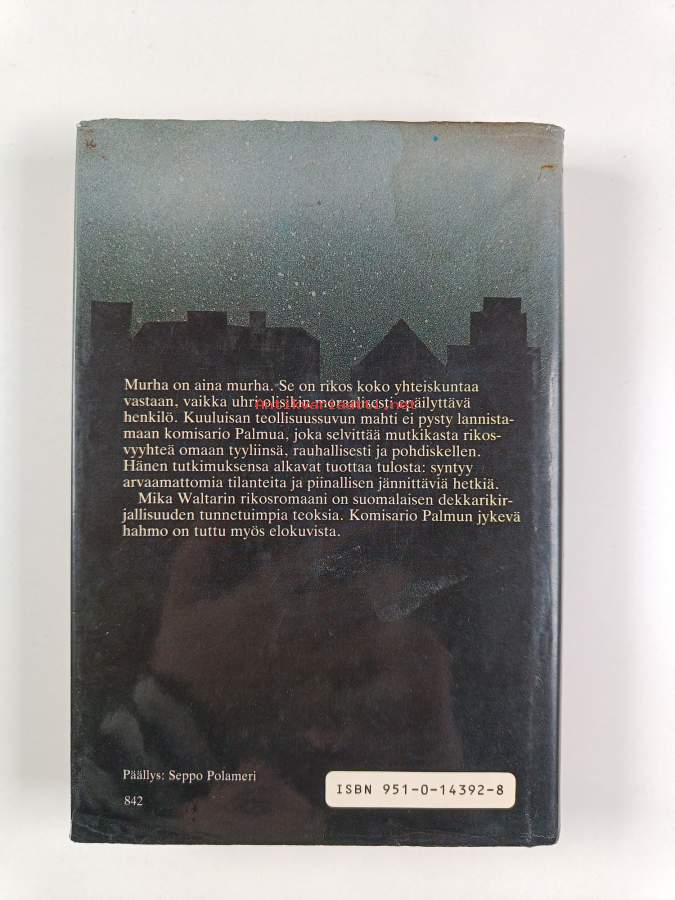 Murha on aina murha. Se on rikos koko yhteiskuntaa
vastaan, vaikka uhri olisikin moraalisesti epäilyttävä
Antikvariaatti.net
henkilö. Kuuluisan teollisuussuvun mahti ei pysty lannista-
maan komisario Palmua, joka selvittää mutkikasta rikos-
vyyhteä omaan tyyliinsä, rauhallisesti ja pohdiskellen.
Hänen tutkimuksensa alkavat tuottaa tulosta: syntyy
arvaamattomia tilanteita ja piinallisen jännittäviä hetkiä.
Mika Waltarin rikosromaani on suomalaisen dekkarikir-
jallisuuden tunnetuimpia teoksia. Komisario Palmun jykevä
hahmo on tuttu myös elokuvista.
Päällys: Seppo Polameri
842
ISBN 951-0-14392-8